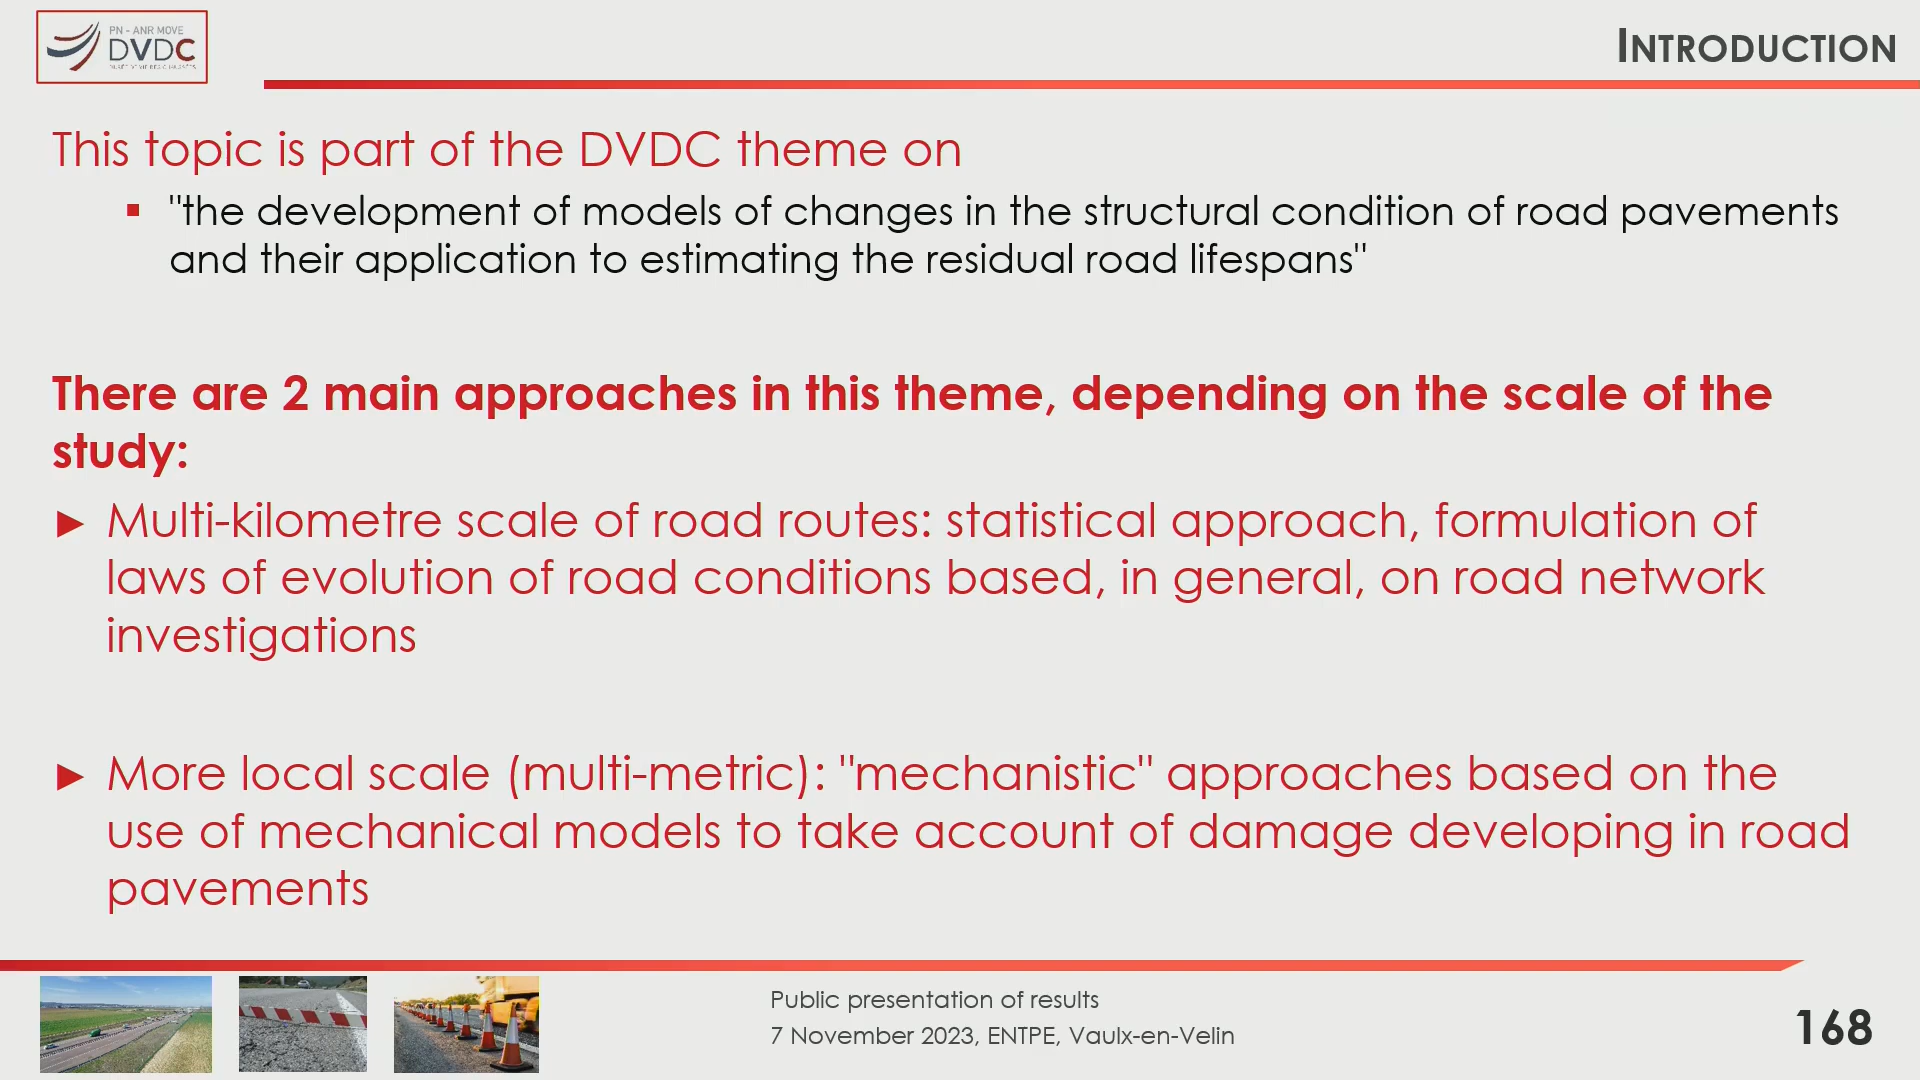 PN - ANR MOVE
DVDC
INTRODUCTION
This topic is part of the DVDC theme on
"the development of models of changes in the structural condition of road pavements
and their application to estimating the residual road lifespans"
There are 2 main approaches in this theme, depending on the scale of the
study:
► Multi-kilometre scale of road routes: statistical approach, formulation of
laws of evolution of road conditions based, in general, on road network
investigations
► More local scale (multi-metric): "mechanistic" approaches based on the
use of mechanical models to take account of damage developing in road
pavements
Public presentation of results
7 November 2023, ENTPE, Vaulx-en-Velin
168